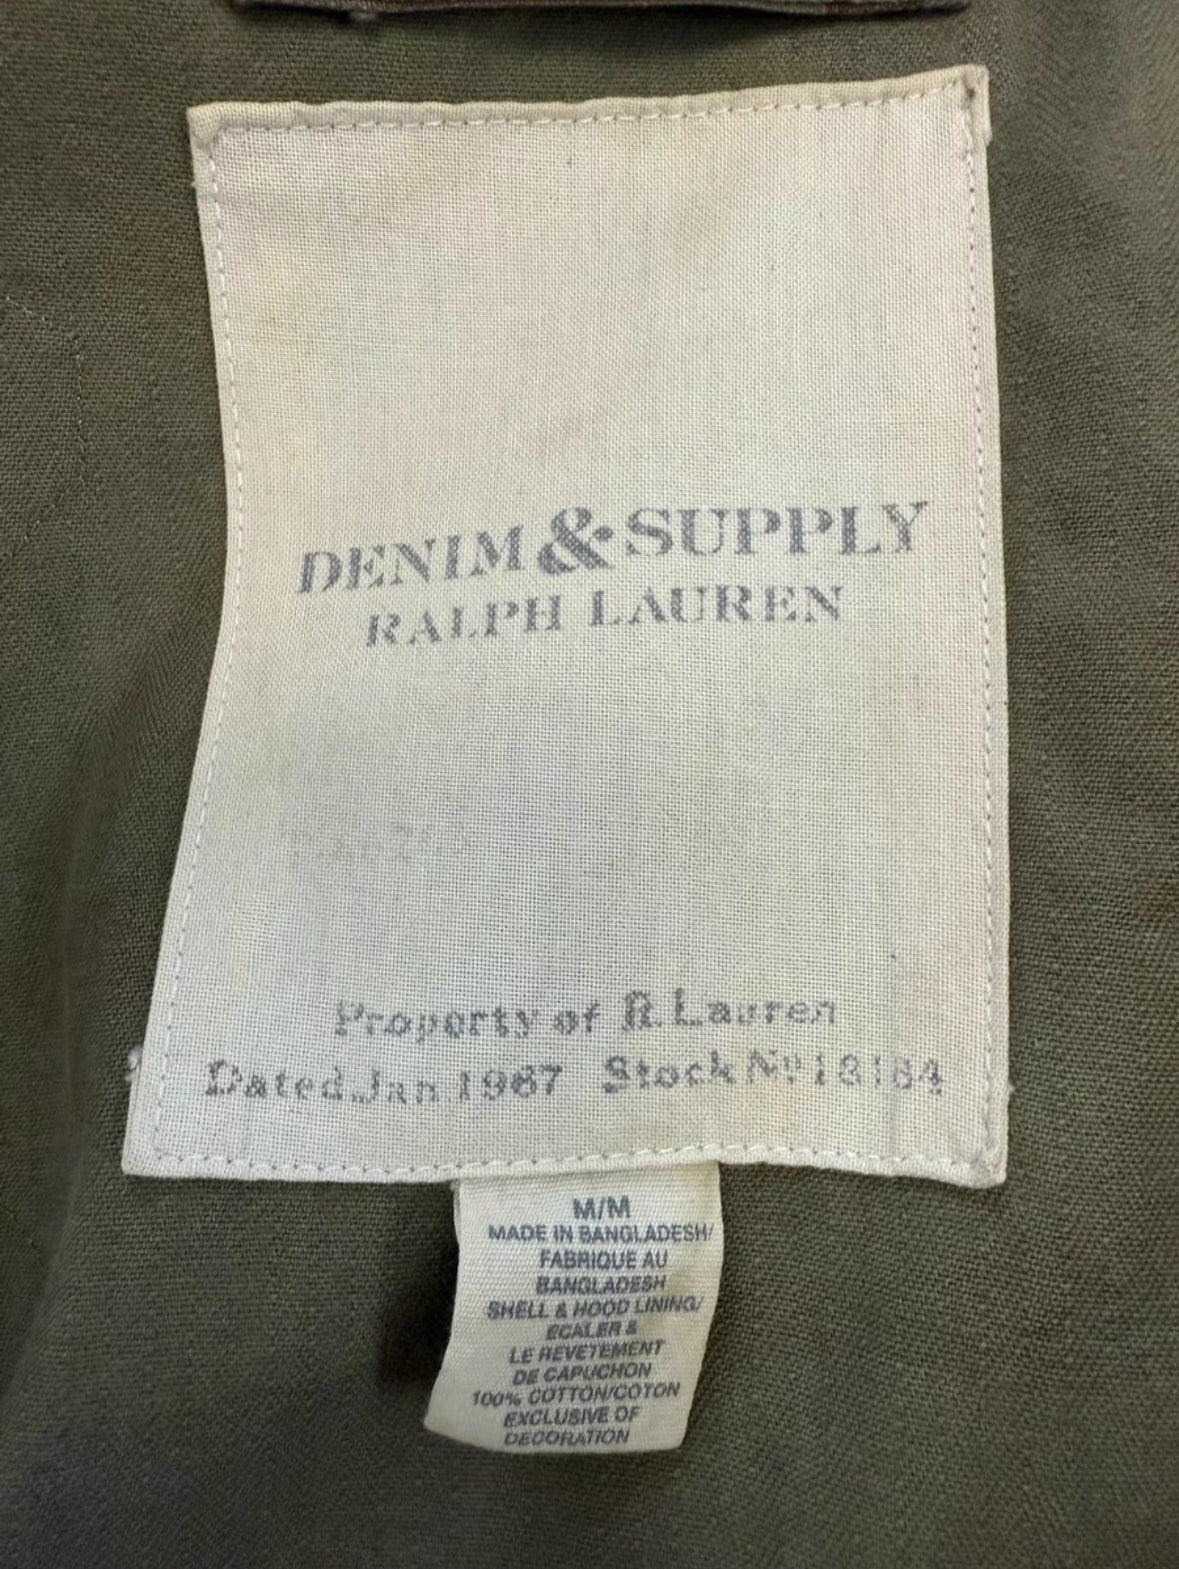 DENIM & SUPPLY
RALPH LAUREN
Property of R. Lauren
Dated Jan 1967 Stock Nº 18164
M/M
MADE IN BANGLADESH/
FABRIQUE AU
BANGLADESH
SHELL & HOOD LINING/
ECALER &
LE REVETEMENT
DE CAPUCHON
100% COTTON/COTON
EXCLUSIVE OF
DECORATION